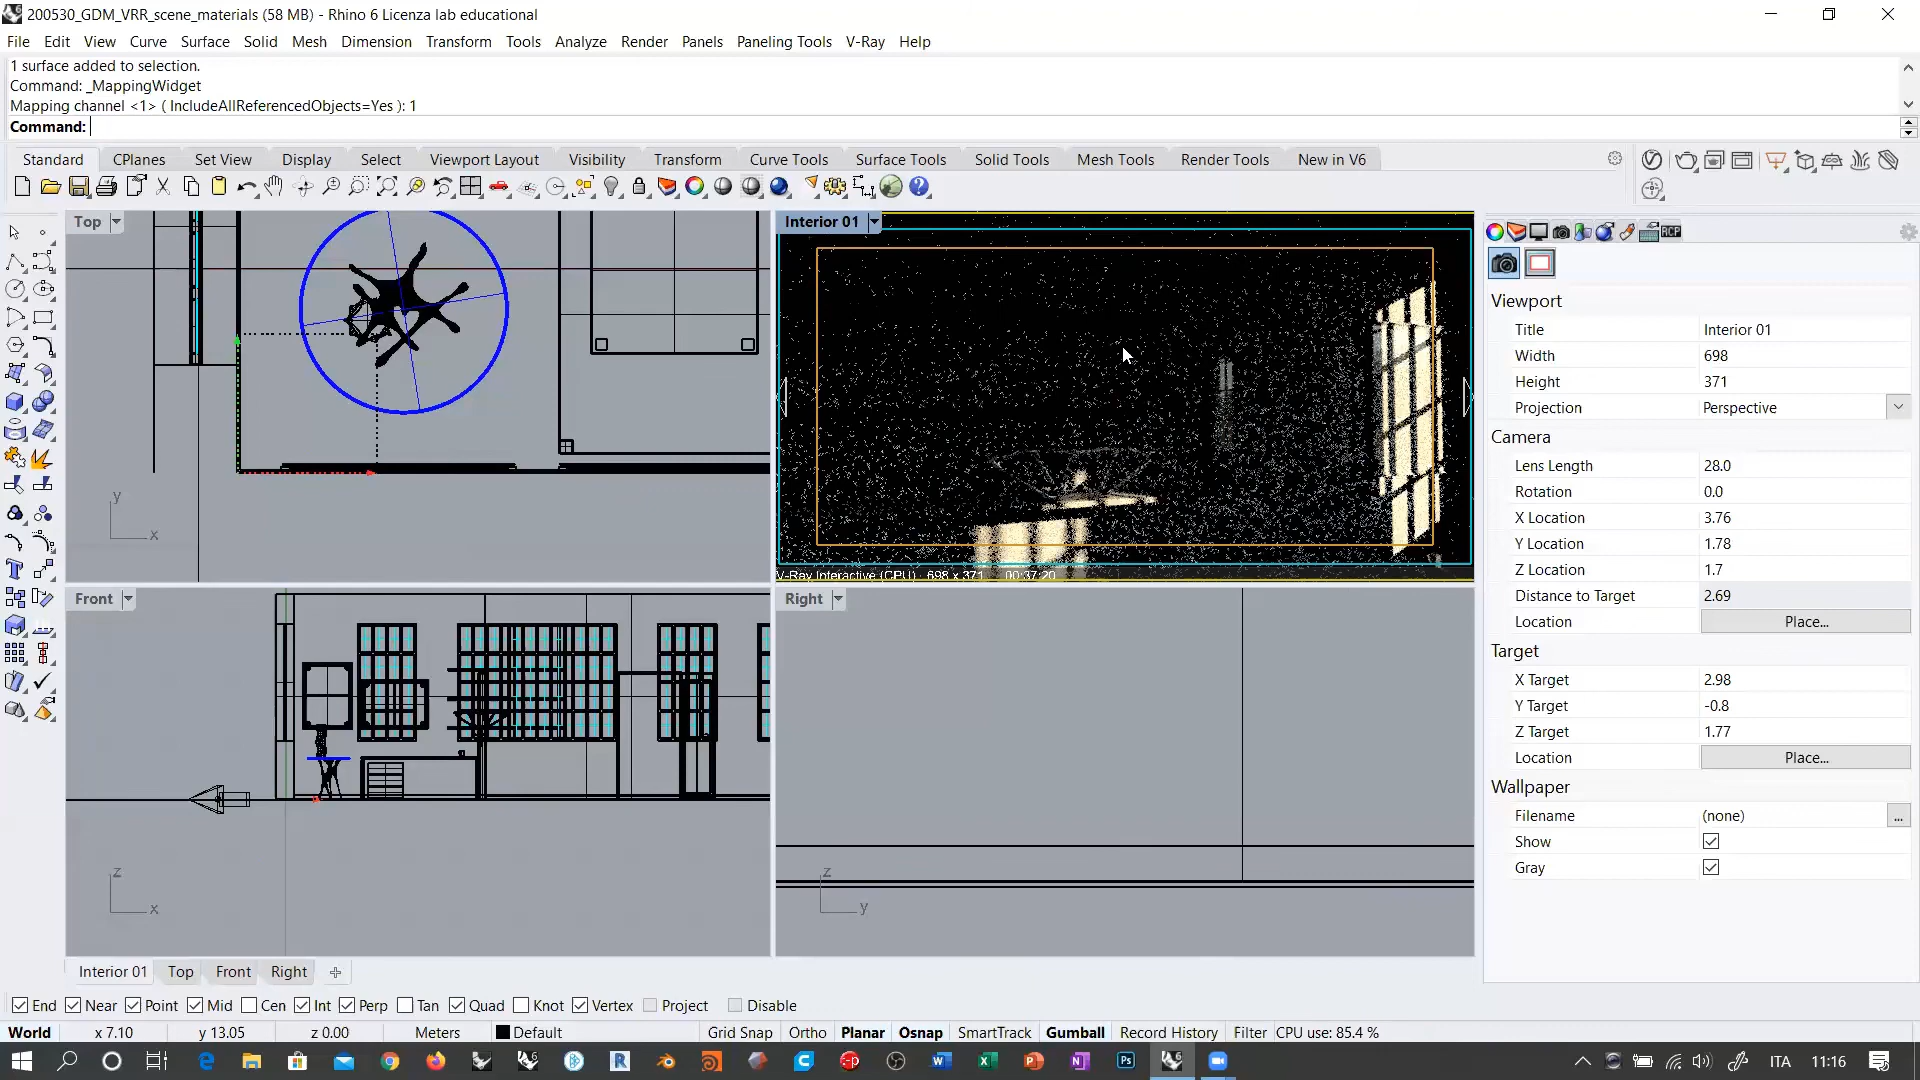 200530_GDM_VRR_scene_materials (58 MB) - Rhino 6 Licenza lab educational
File Edit View Curve Surface Solid Mesh Dimension Transform Tools Analyze Render Panels Paneling Tools V-Ray Help
1 surface added to selection.
Command: _MappingWidget
Mapping channel <1> ( IncludeAllReferencedObjects=Yes ): 1
Command:
Standard CPlanes Set View Display Select Viewport Layout Visibility Transform Curve Tools Surface Tools Solid Tools Mesh Tools Render Tools New in V6
Top
y
x
Interior 01
V-Ray Interactive (CPU) 698 x 371 00:37:20
Front
z
x
Right
z
y
RCP
Viewport
Title Interior 01
Width 698
Height 371
Projection Perspective
Camera
Lens Length 28.0
Rotation 0.0
X Location 3.76
Y Location 1.78
Z Location 1.7
Distance to Target 2.69
Location Place...
Target
X Target 2.98
Y Target -0.8
Z Target 1.77
Location Place...
Wallpaper
Filename (none) ...
Show
Gray
Interior 01 Top Front Right
End Near Point Mid Cen Int Perp Tan Quad Knot Vertex Project Disable
World x 7.10 y 13.05 z 0.00 Meters Default Grid Snap Ortho Planar Osnap SmartTrack Gumball Record History Filter CPU use: 85.4 %
ITA 11:16